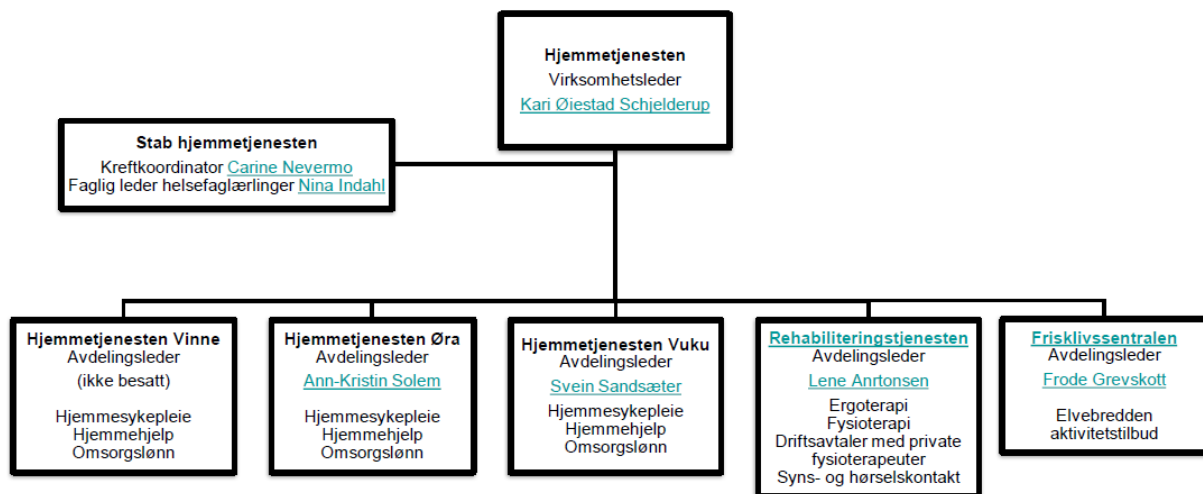 Hjemmetjenesten
Virksomhetsleder
Kari Øiestad Schjelderup
Stab hjemmetjenesten
Kreftkoordinator Carine Nevermo
Faglig leder helsefaglærlinger Nina Indahl
Hjemmetjenesten Vinne
Avdelingsleder
(ikke besatt)
Hjemmesykepleie
Hjemmehjelp
Omsorgslønn
Hjemmetjenesten Øra
Avdelingsleder
Ann-Kristin Solem
Hjemmesykepleie
Hjemmehjelp
Omsorgslønn
Hjemmetjenesten Vuku
Avdelingsleder
Svein Sandsæter
Hjemmesykepleie
Hjemmehjelp
Omsorgslønn
Rehabiliteringstjenesten
Avdelingsleder
Lene Anrtonsen
Ergoterapi
Fysioterapi
Driftsavtaler med private
fysioterapeuter
Syns- og hørselskontakt
Frisklivssentralen
Avdelingsleder
Frode Grevskott
Elvebredden
aktivitetstilbud